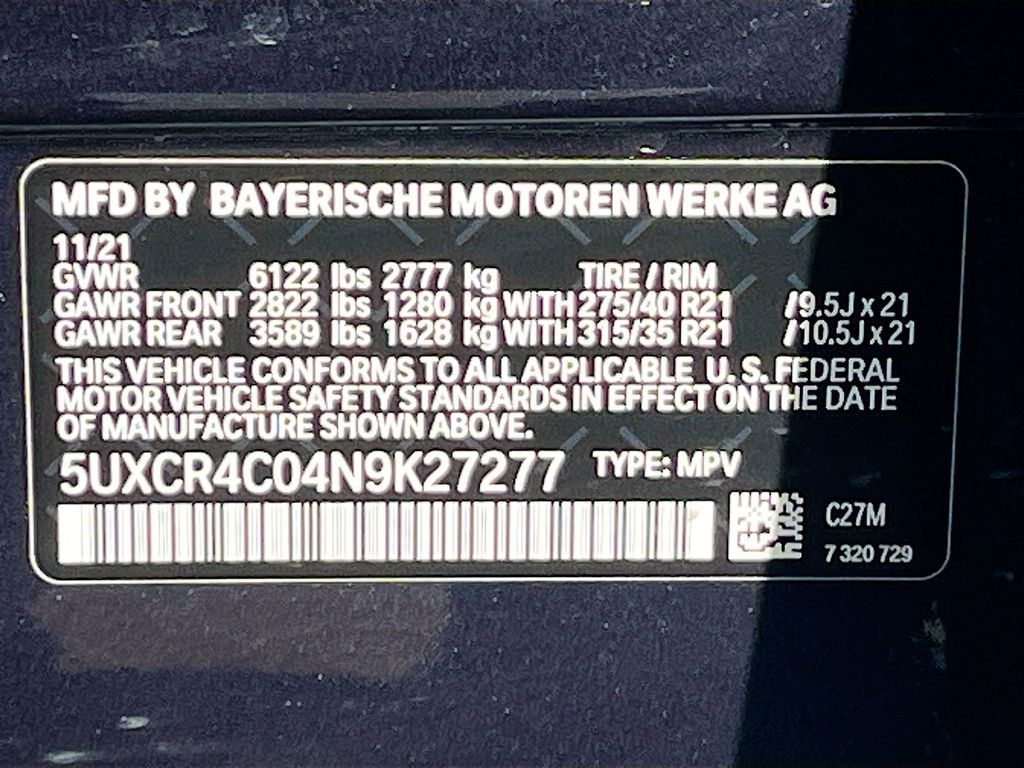 MFD BY BAYERISCHE MOTOREN WERKE AG
11/21
GVWR 6122 lbs 2777 kg TIRE / RIM
GAWR FRONT 2822 lbs 1280 kg WITH 275/40 R21 /9.5J x 21
GAWR REAR 3589 lbs 1628 kg WITH 315/35 R21 /10.5J x 21
THIS VEHICLE CONFORMS TO ALL APPLICABLE U. S. FEDERAL
MOTOR VEHICLE SAFETY STANDARDS IN EFFECT ON THE DATE
OF MANUFACTURE SHOWN ABOVE.
5UXCR4C04N9K27277 TYPE: MPV
C27M
7 320 729